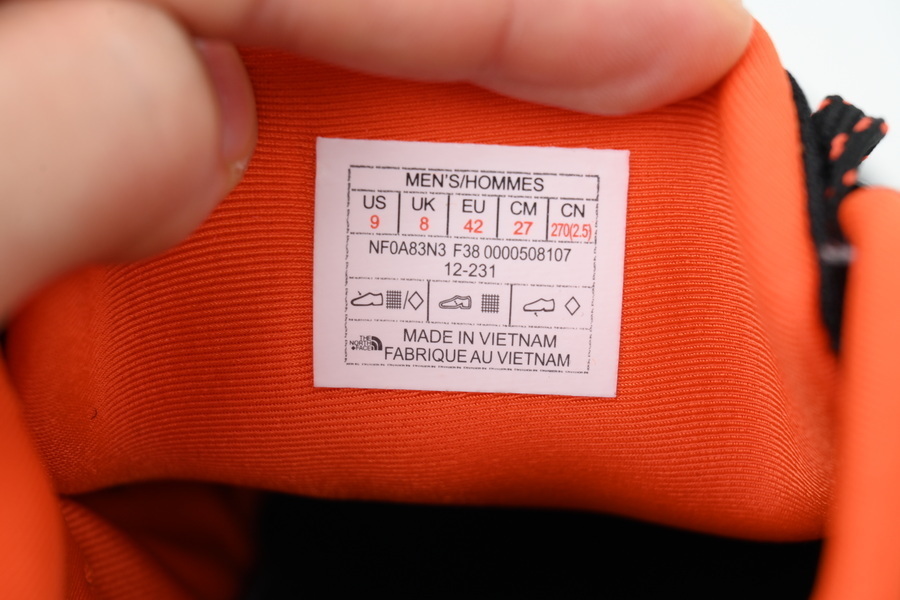 MEN'S/HOMMES
US UK EU CM CN
9 8 42 27 270(2.5)
NF0A83N3 F38 0000508107
12-231
THE NORTH FACE
MADE IN VIETNAM
FABRIQUE AU VIETNAM